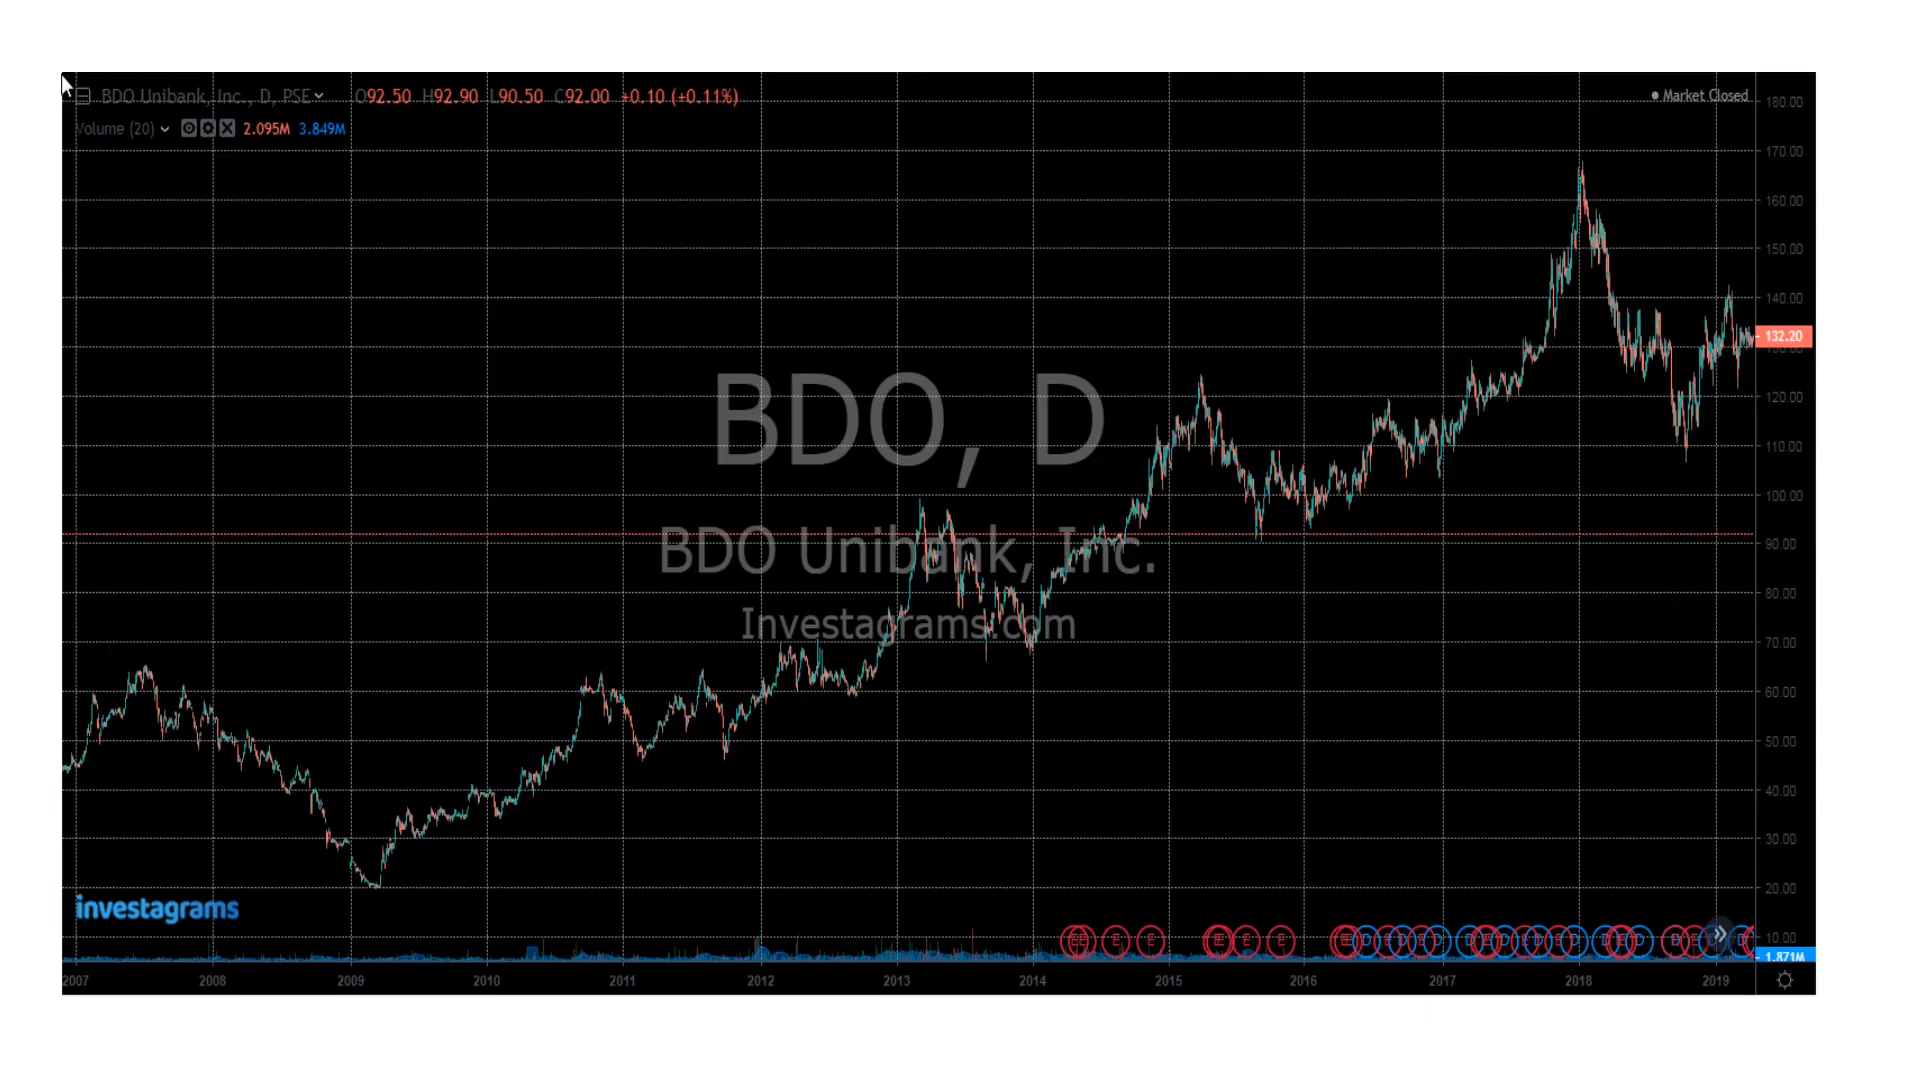 BDO Unibank, Inc., D, PSE O92.50 H92.90 L90.50 C92.00 +0.10 (+0.11%)
Market Closed
Volume (20) 2.095M 3.849M
180.00
170.00
160.00
150.00
140.00
132.20
130.00
120.00
110.00
100.00
90.00
80.00
70.00
60.00
50.00
40.00
30.00
20.00
10.00
1.871M
BDO, D
BDO Unibank, Inc.
Investagrams.com
investagrams
2007 2008 2009 2010 2011 2012 2013 2014 2015 2016 2017 2018 2019